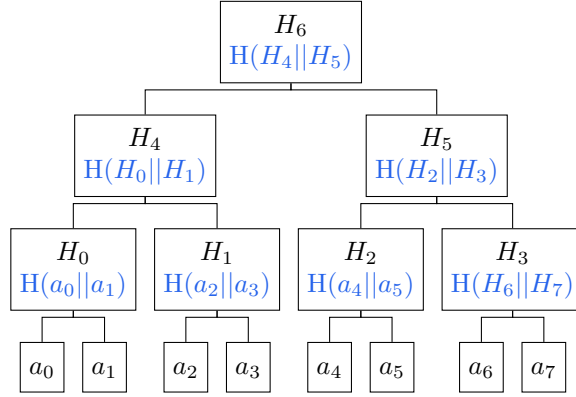 H₆
H(H₄||H₅)
H₄
H(H₀||H₁)
H₅
H(H₂||H₃)
H₀
H(a₀||a₁)
H₁
H(a₂||a₃)
H₂
H(a₄||a₅)
H₃
H(H₆||H₇)
a₀
a₁
a₂
a₃
a₄
a₅
a₆
a₇